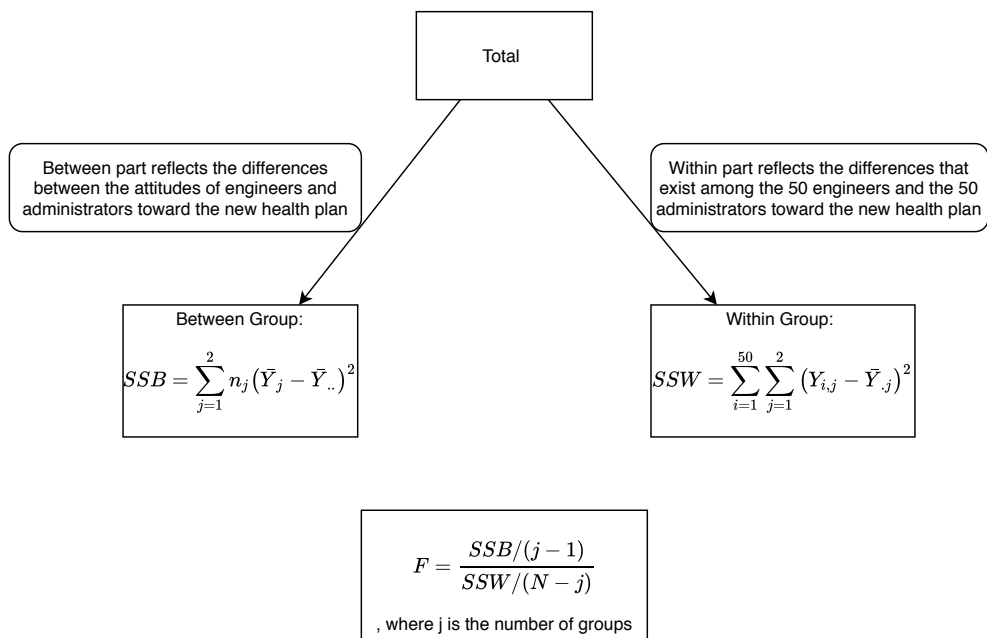 Total
Between part reflects the differences
between the attitudes of engineers and
administrators toward the new health plan
Within part reflects the differences that
exist among the 50 engineers and the 50
administrators toward the new health plan
Between Group:
$SSB = \sum_{j=1}^{2} n_j (\bar{Y}_j - \bar{Y}_{..})^2$
Within Group:
$SSW = \sum_{i=1}^{50} \sum_{j=1}^{2} (Y_{i,j} - \bar{Y}_{.j})^2$
$F = \frac{SSB/(j-1)}{SSW/(N-j)}$
, where j is the number of groups